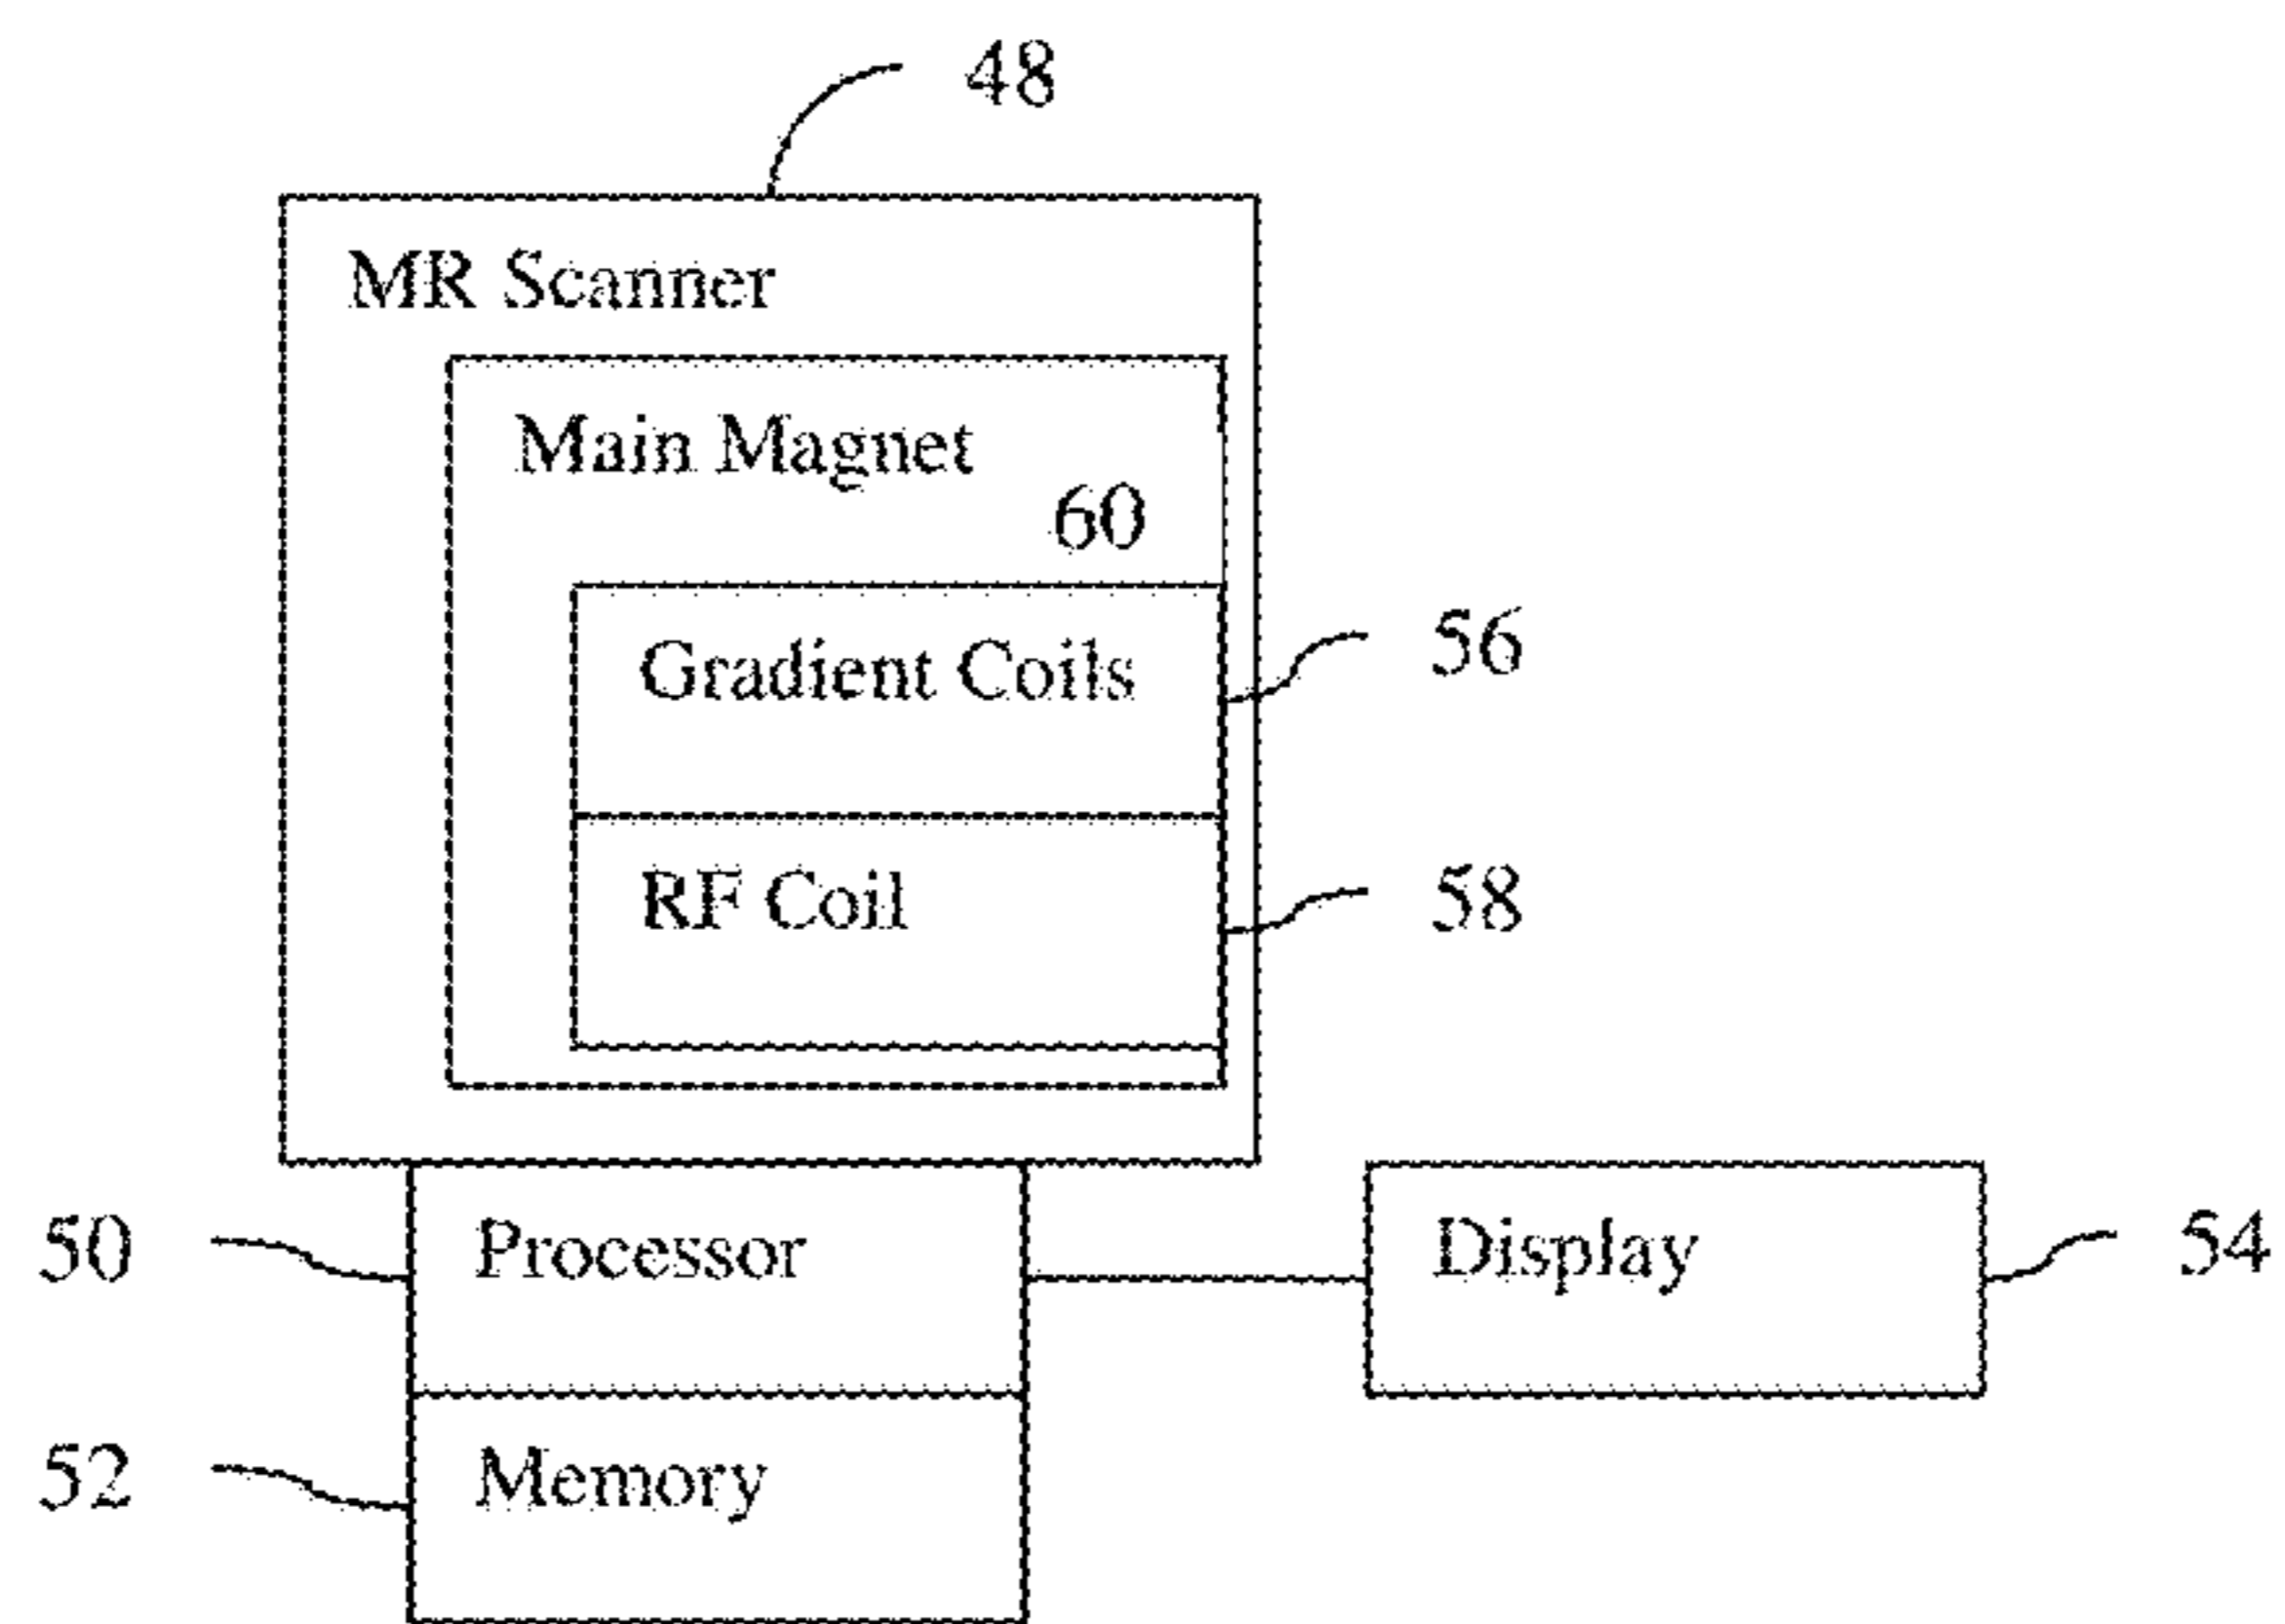 48
MR Scanner
Main Magnet
60
Gradient Coils
56
RF Coil
58
50
Processor
Display
54
52
Memory